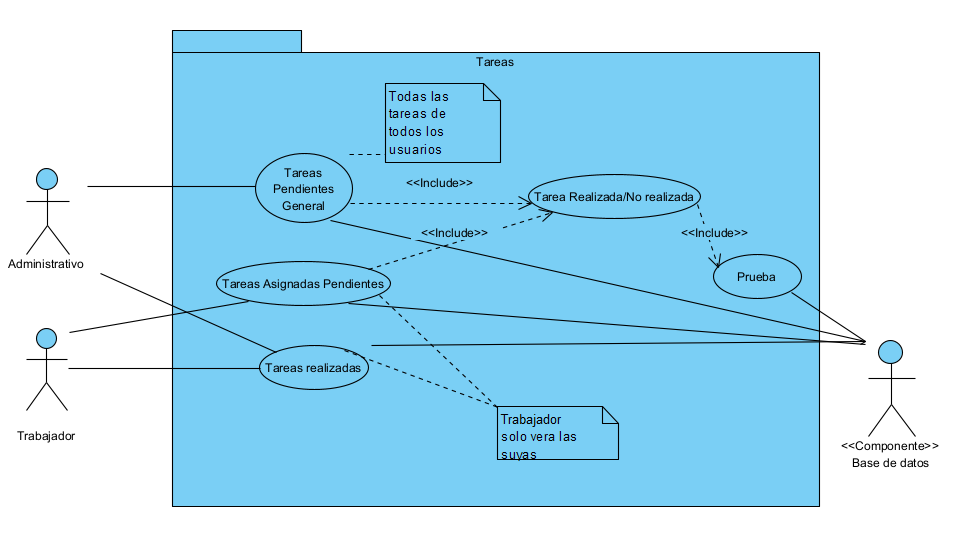 Tareas
Todas las
tareas de
todos los
usuarios
Tareas
Pendientes
General
<<Include>>
Tarea Realizada/No realizada
<<Include>>
<<Include>>
Administrativo
Tareas Asignadas Pendientes
Prueba
Tareas realizadas
Trabajador
Trabajador
solo vera las
suyas
<<Componente>>
Base de datos